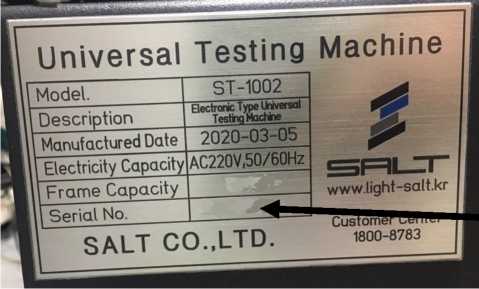 Universal Testing Machine
Model. ST-1002
Description Electronic Type Universal Testing Machine
Manufactured Date 2020-03-05
Electricity Capacity AC220V,50/60Hz
Frame Capacity
Serial No.
SALT CO.,LTD.
SALT
www.light-salt.kr
Customer Center
1800-8783